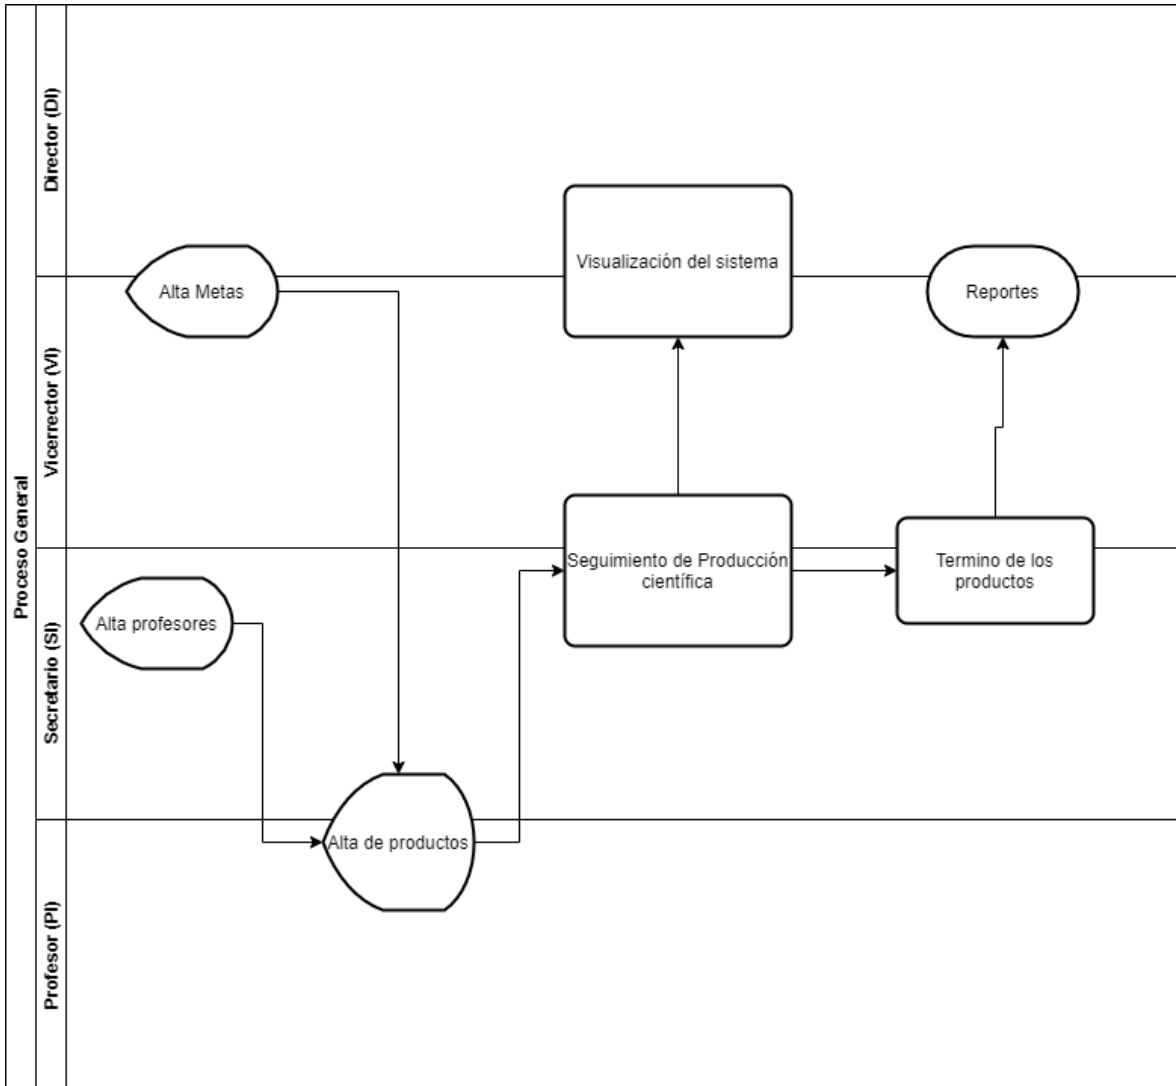 Proceso General
Director (DI)
Vicerrector (VI)
Secretario (SI)
Profesor (PI)
Alta Metas
Visualización del sistema
Reportes
Seguimiento de Producción
científica
Termino de los
productos
Alta profesores
Alta de productos